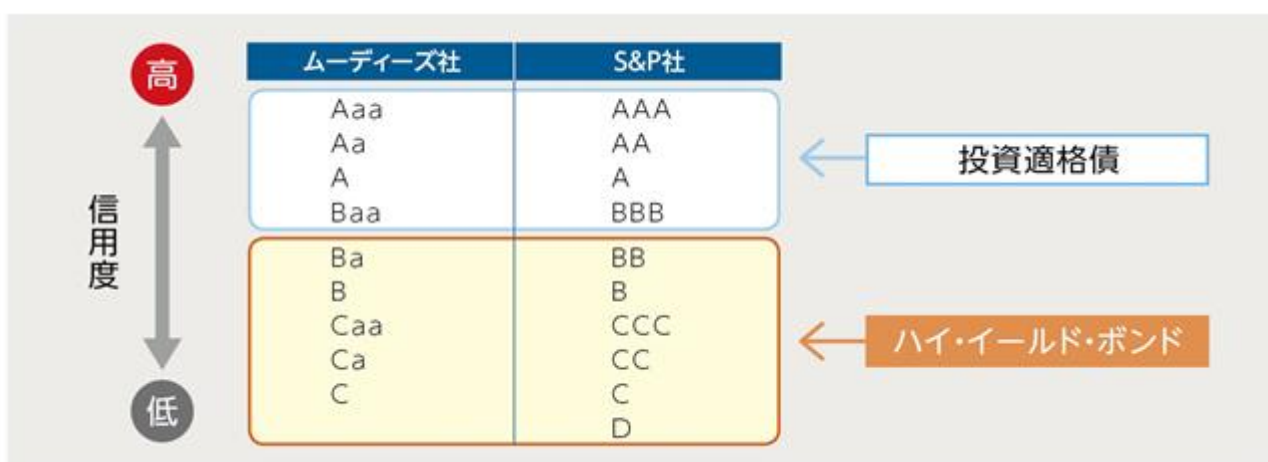 高
信用度
低
ムーディーズ社 S&P社
Aaa AAA
Aa AA
A A
Baa BBB
投資適格債
Ba BB
B B
Caa CCC
Ca CC
C C
D
ハイ・イールド・ボンド